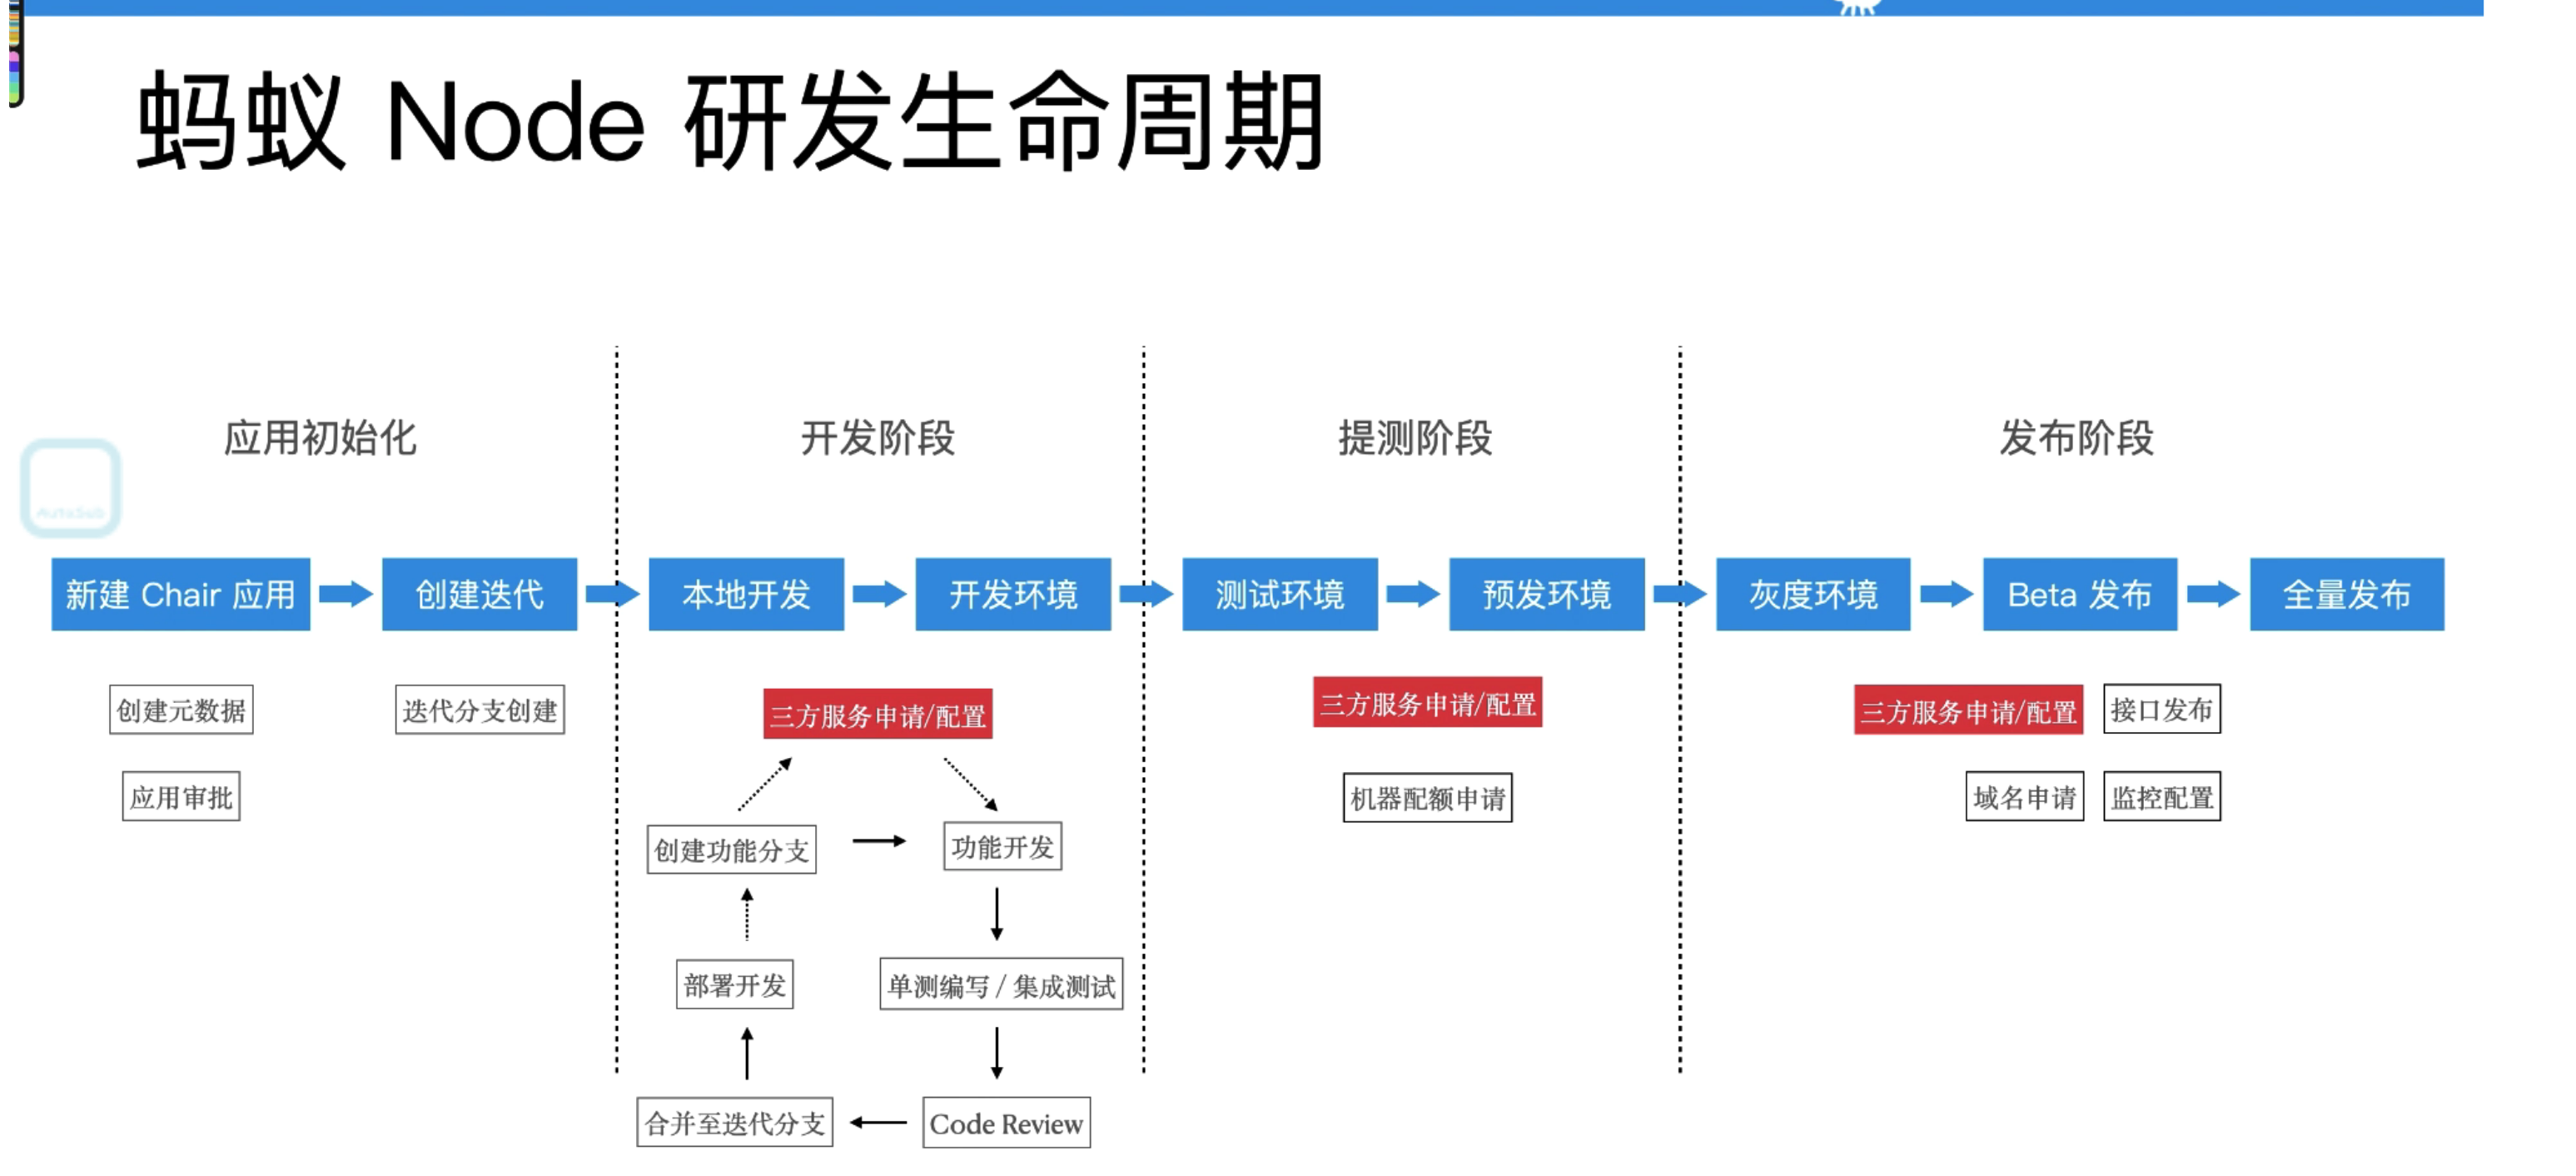 蚂蚁 Node 研发生命周期
应用初始化
开发阶段
提测阶段
发布阶段
新建 Chair 应用
创建迭代
本地开发
开发环境
测试环境
预发环境
灰度环境
Beta 发布
全量发布
创建元数据
应用审批
迭代分支创建
三方服务申请/配置
创建功能分支
功能开发
部署开发
单测编写 / 集成测试
合并至迭代分支
Code Review
三方服务申请/配置
机器配额申请
三方服务申请/配置
接口发布
域名申请
监控配置